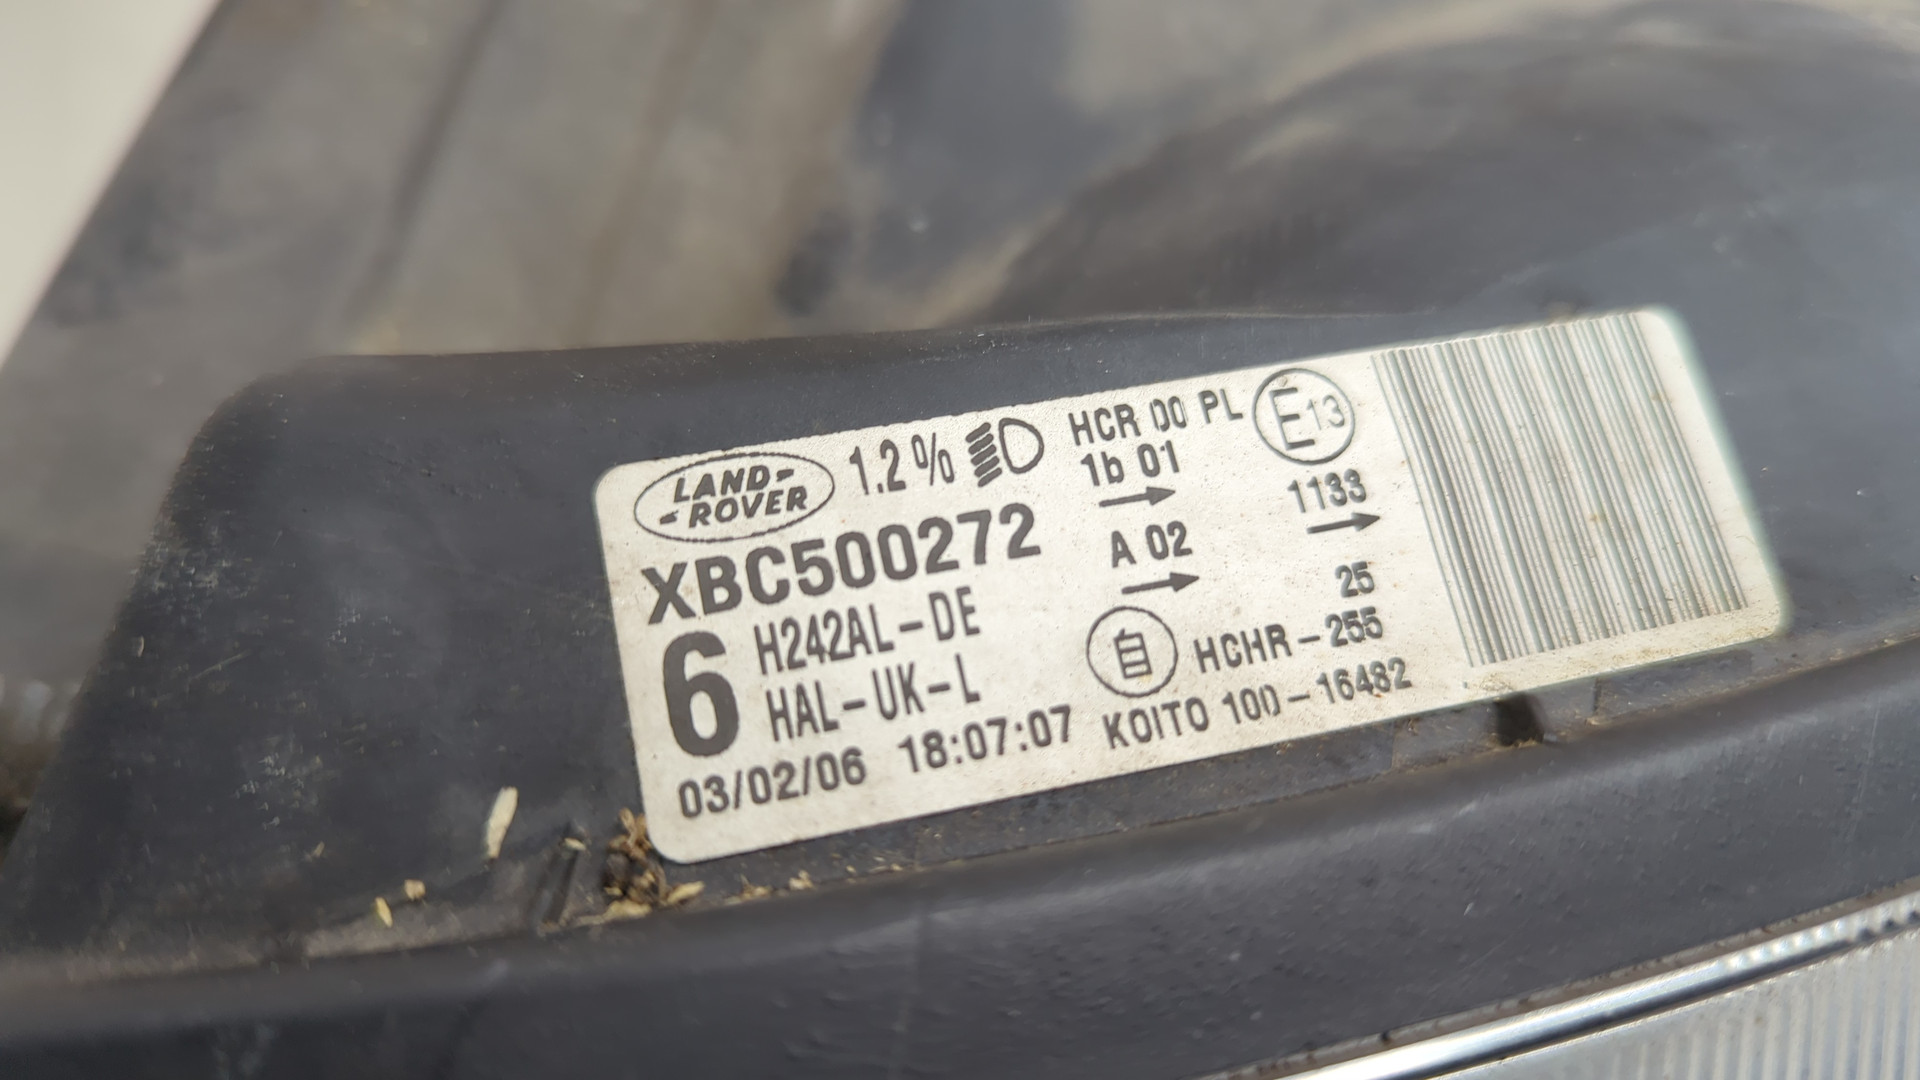 LAND-
-ROVER
1.2%
XBC500272
6
H242AL-DE
HAL-UK-L
03/02/06 18:07:07
HCR 00 PL
1b 01
→
A 02
→
E13
1133
→
25
自
HCHR-255
KOITO 100-16482